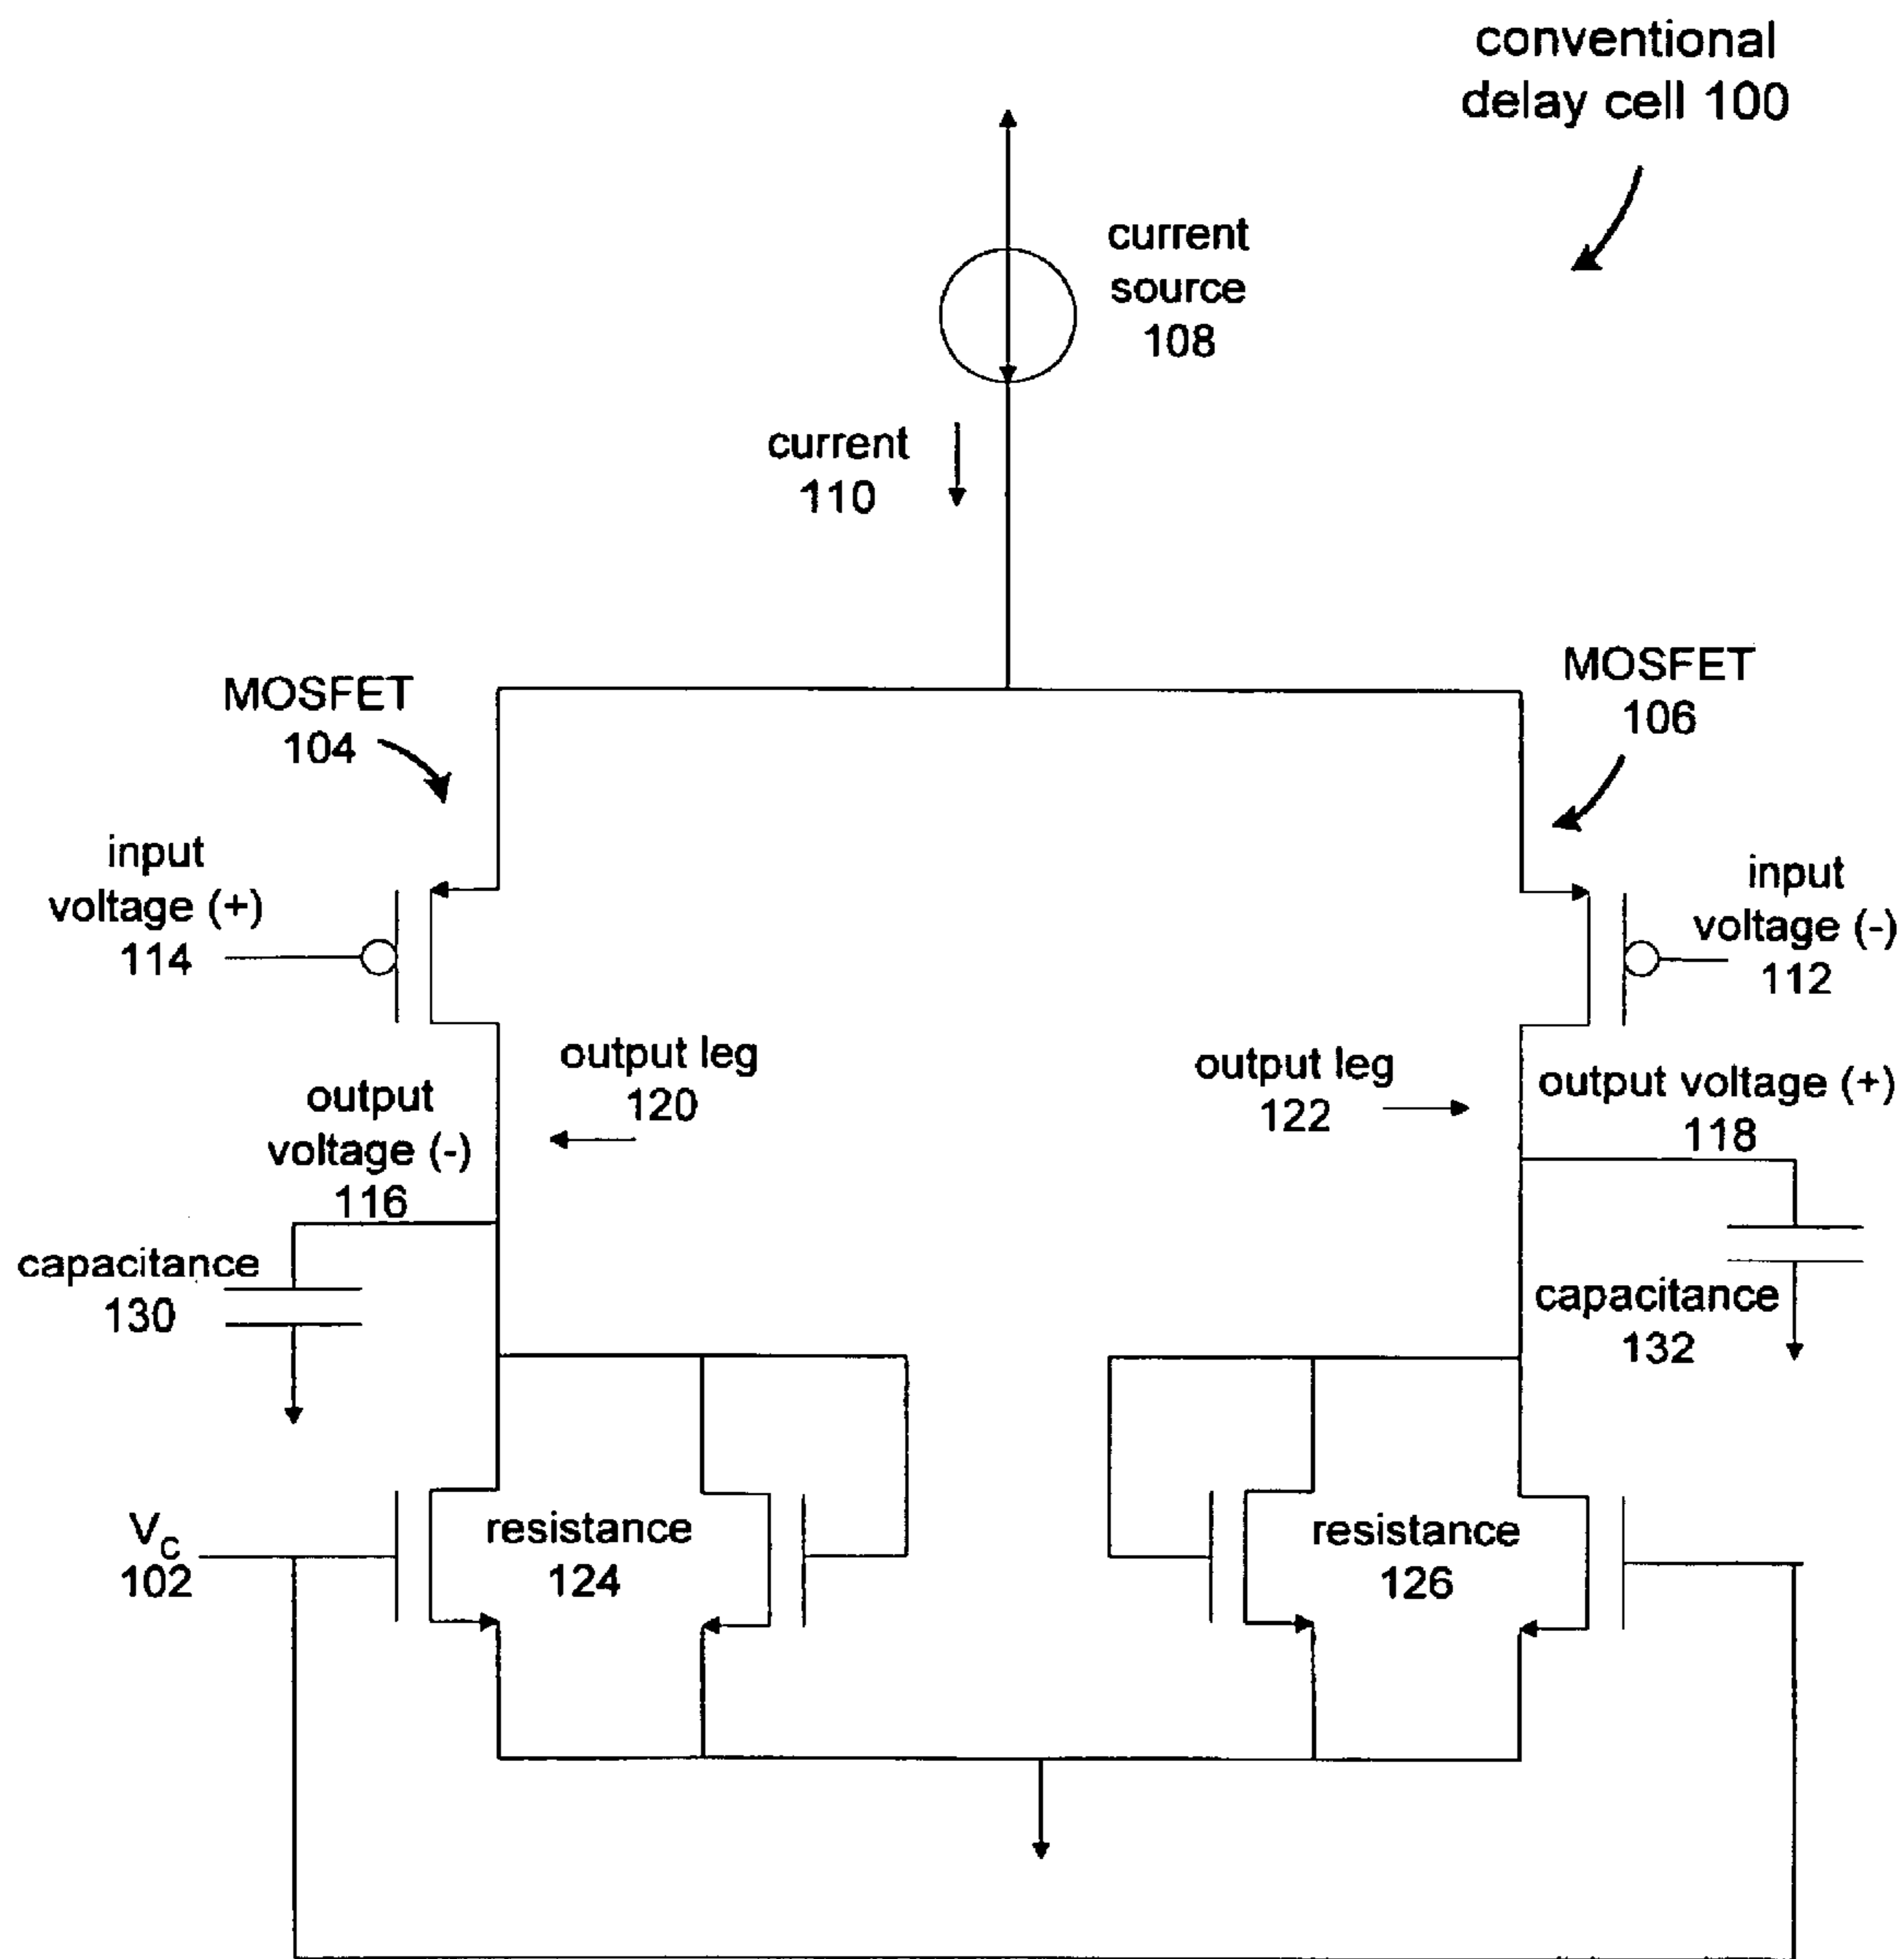 conventional
delay cell 100
current
source
108
current
110
MOSFET
104
MOSFET
106
input
voltage (+)
114
input
voltage (-)
112
output leg
120
output leg
122
output
voltage (-)
116
output voltage (+)
118
capacitance
130
capacitance
132
VC
102
resistance
124
resistance
126